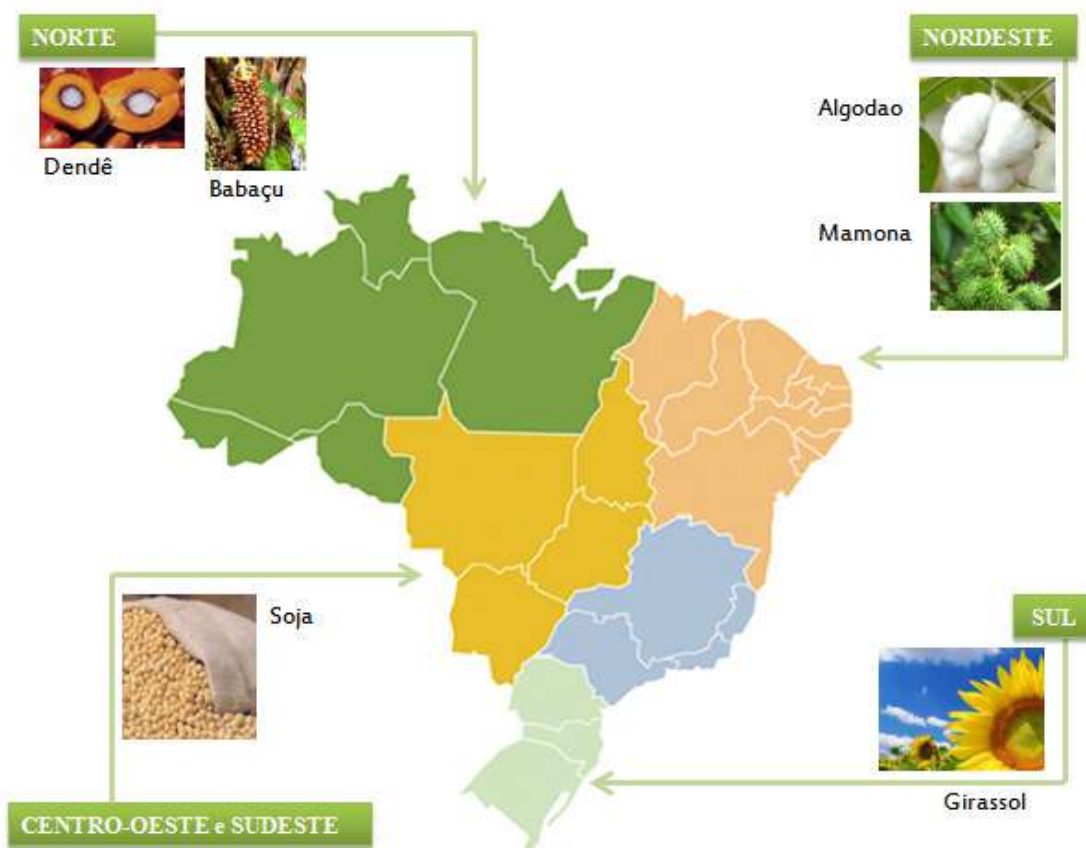 NORTE
Dendê
Babaçu
NORDESTE
Algodao
Mamona
Soja
CENTRO-OESTE e SUDESTE
SUL
Girassol